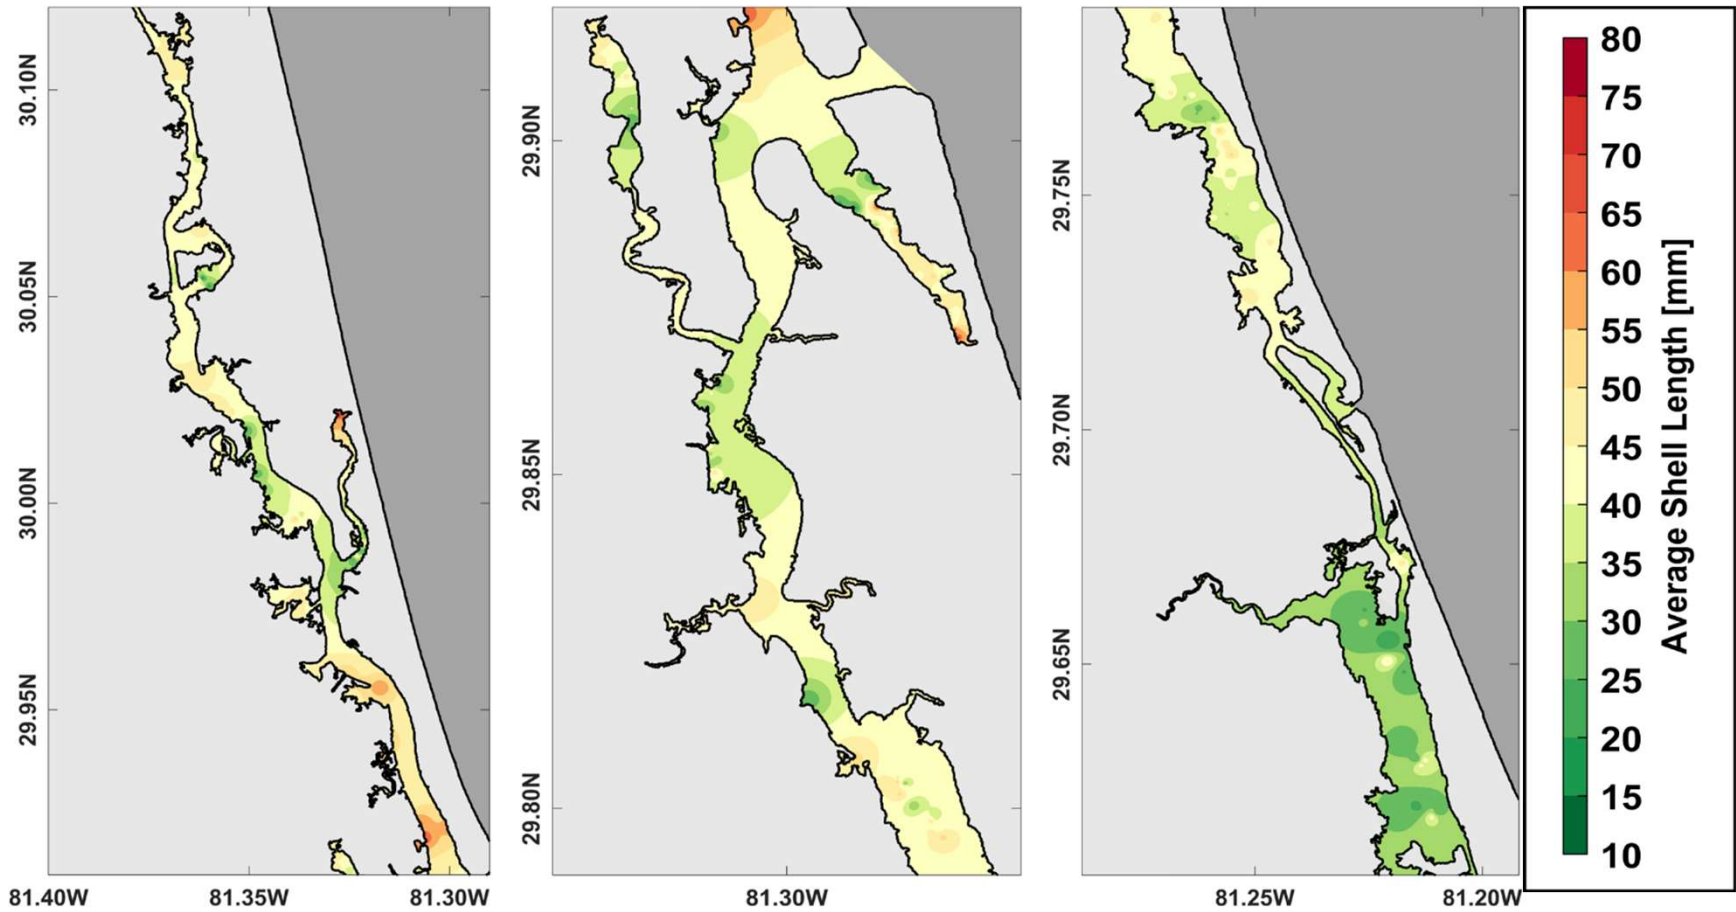 30.10N
30.05N
30.00N
29.95N
81.40W
81.35W
81.30W
29.90N
29.85N
29.80N
81.30W
29.75N
29.70N
29.65N
81.25W
81.20W
80
75
70
65
60
55
50
45
40
35
30
25
20
15
10
Average Shell Length [mm]